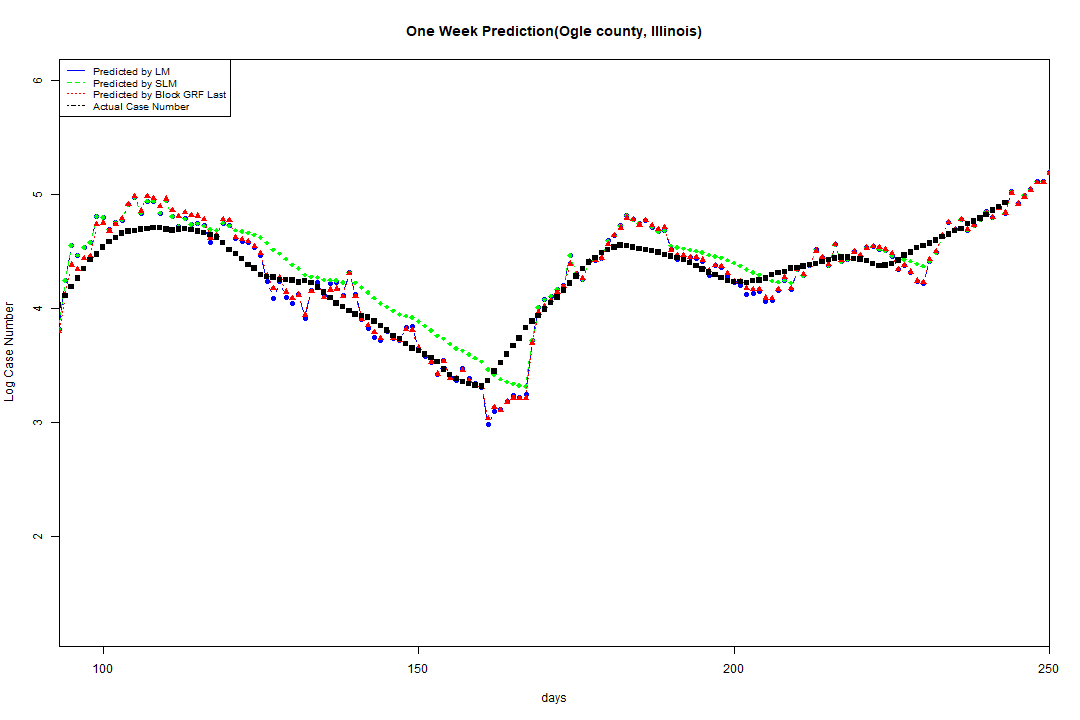 One Week Prediction(Ogle county, Illinois)
Predicted by LM
Predicted by SLM
Predicted by Block GRF Last
Actual Case Number
6
5
4
3
2
Log Case Number
100 150 200 250
days